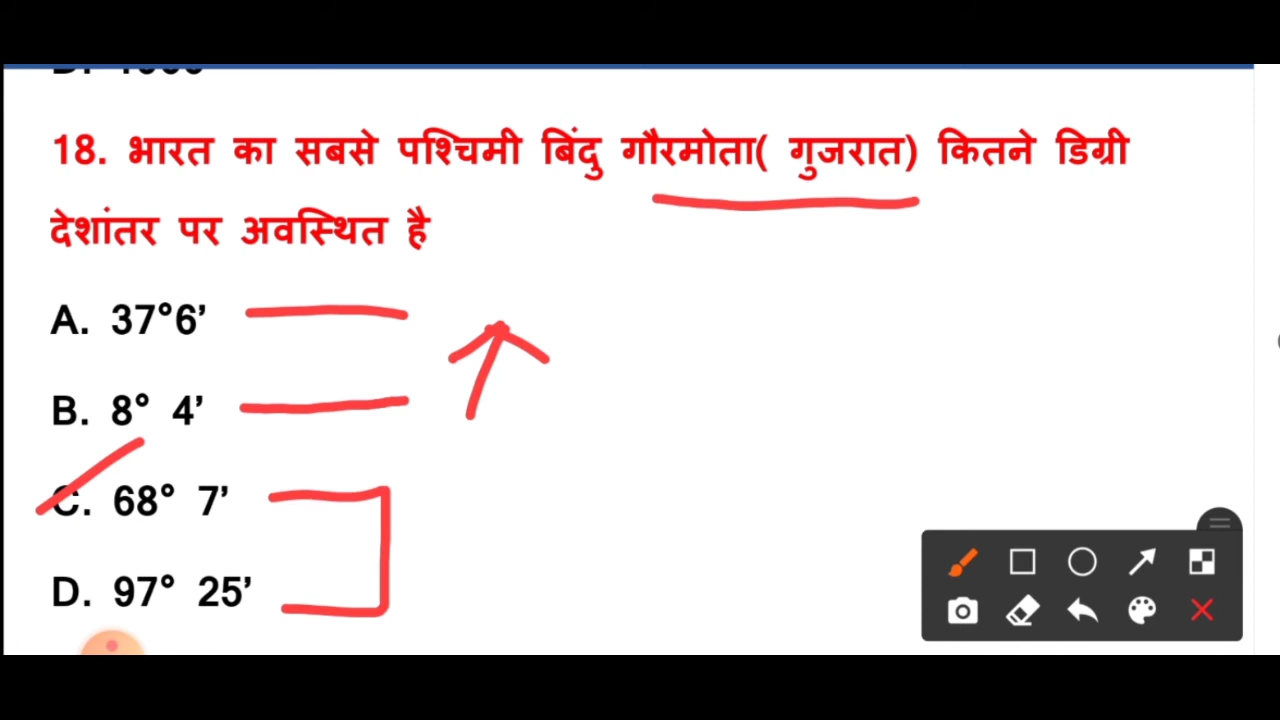 18. भारत का सबसे पश्चिमी बिंदु गौरमोता( गुजरात) कितने डिग्री
देशांतर पर अवस्थित है
A. 37°6’
B. 8° 4’
C. 68° 7’
D. 97° 25’